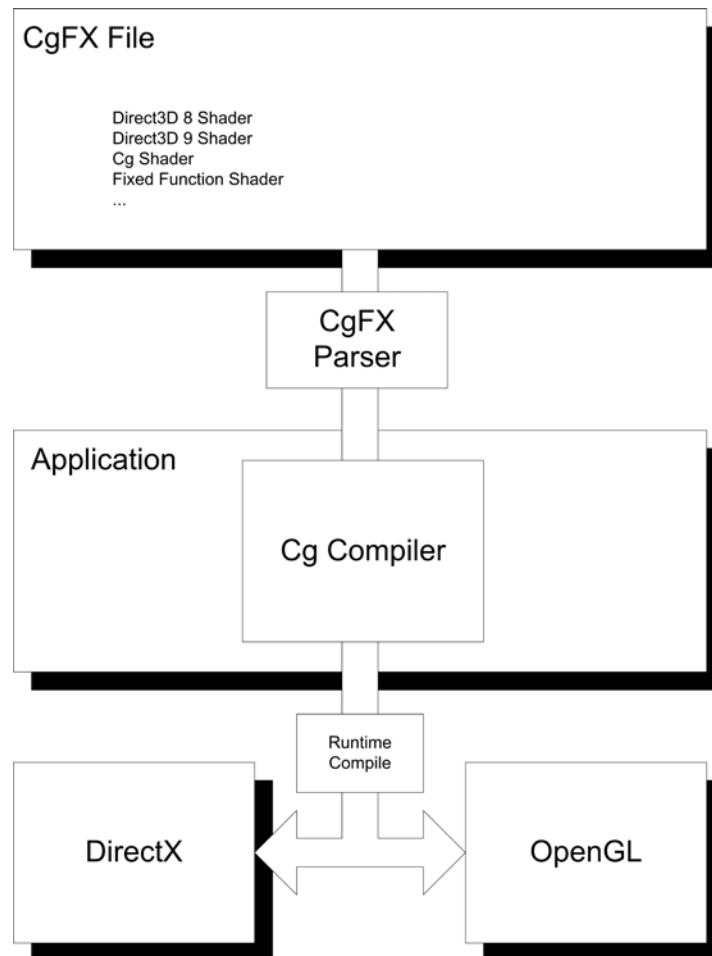 CgFX File
Direct3D 8 Shader
Direct3D 9 Shader
Cg Shader
Fixed Function Shader
...
CgFX
Parser
Application
Cg Compiler
Runtime
Compile
DirectX
OpenGL